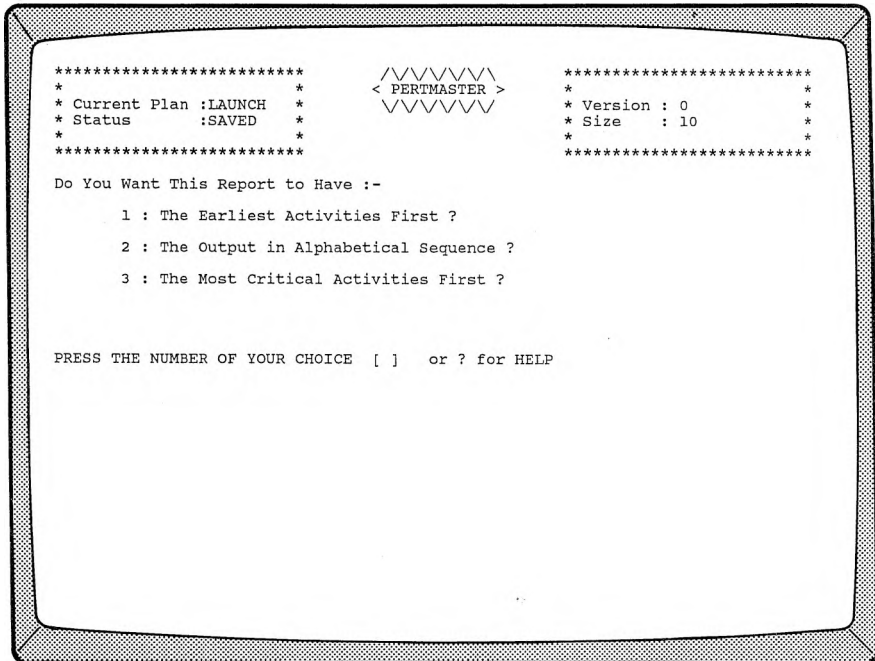 **************************   /\/\/\/\/\/\   **************************
*                        *  < PERTMASTER >  *                        *
* Current Plan :LAUNCH   *   \/\/\/\/\/\/   * Version : 0            *
* Status       :SAVED    *                  * Size    : 10           *
*                        *                  *                        *
**************************                  **************************
Do You Want This Report to Have :-
1 : The Earliest Activities First ?
2 : The Output in Alphabetical Sequence ?
3 : The Most Critical Activities First ?
PRESS THE NUMBER OF YOUR CHOICE [ ] or ? for HELP